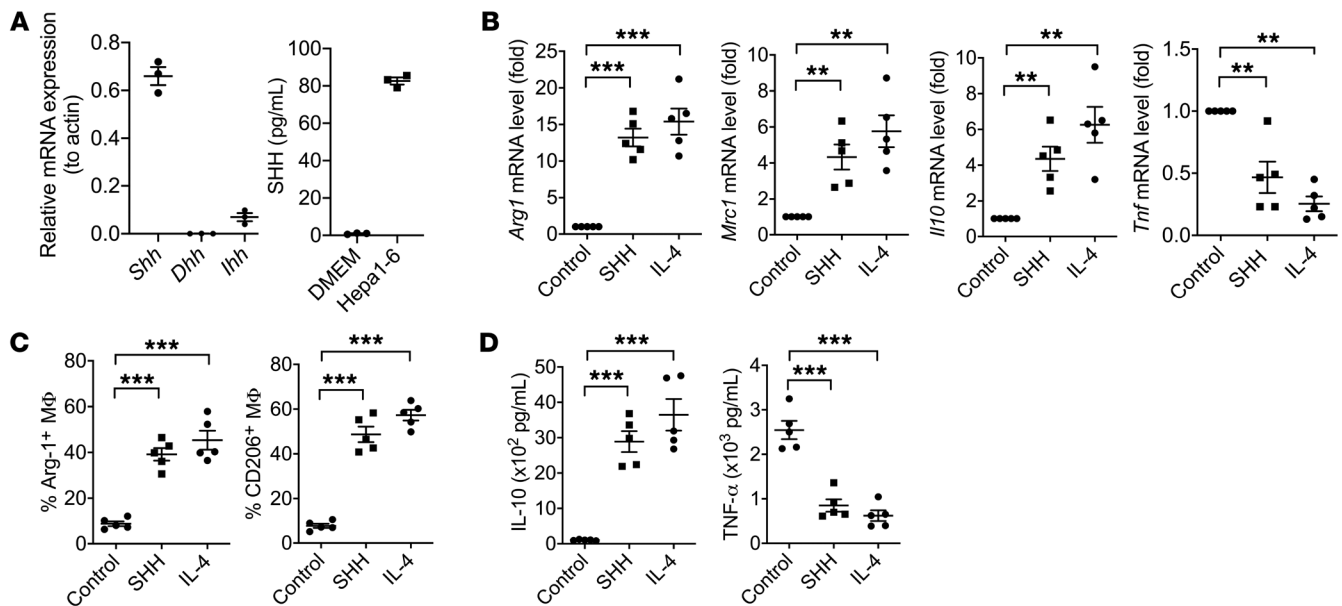 A
Relative mRNA expression
(to actin)
0.8
0.6
0.4
0.2
0.0
Shh
Dhh
Ihh
SHH (pg/mL)
100
80
60
40
20
0
DMEM
Hepa1-6
B
Arg1 mRNA level (fold)
25
20
15
10
5
0
***
***
Control
SHH
IL-4
Mrc1 mRNA level (fold)
10
8
6
4
2
0
**
**
Control
SHH
IL-4
Il10 mRNA level (fold)
10
8
6
4
2
0
**
**
Control
SHH
IL-4
Tnf mRNA level (fold)
1.5
1.0
0.5
0.0
**
**
Control
SHH
IL-4
C
% Arg-1+ MΦ
80
60
40
20
0
***
***
Control
SHH
IL-4
% CD206+ MΦ
80
60
40
20
0
***
***
Control
SHH
IL-4
D
IL-10 (x10² pg/mL)
50
40
30
20
10
0
***
***
Control
SHH
IL-4
TNF-α (x10³ pg/mL)
4
3
2
1
0
***
***
Control
SHH
IL-4